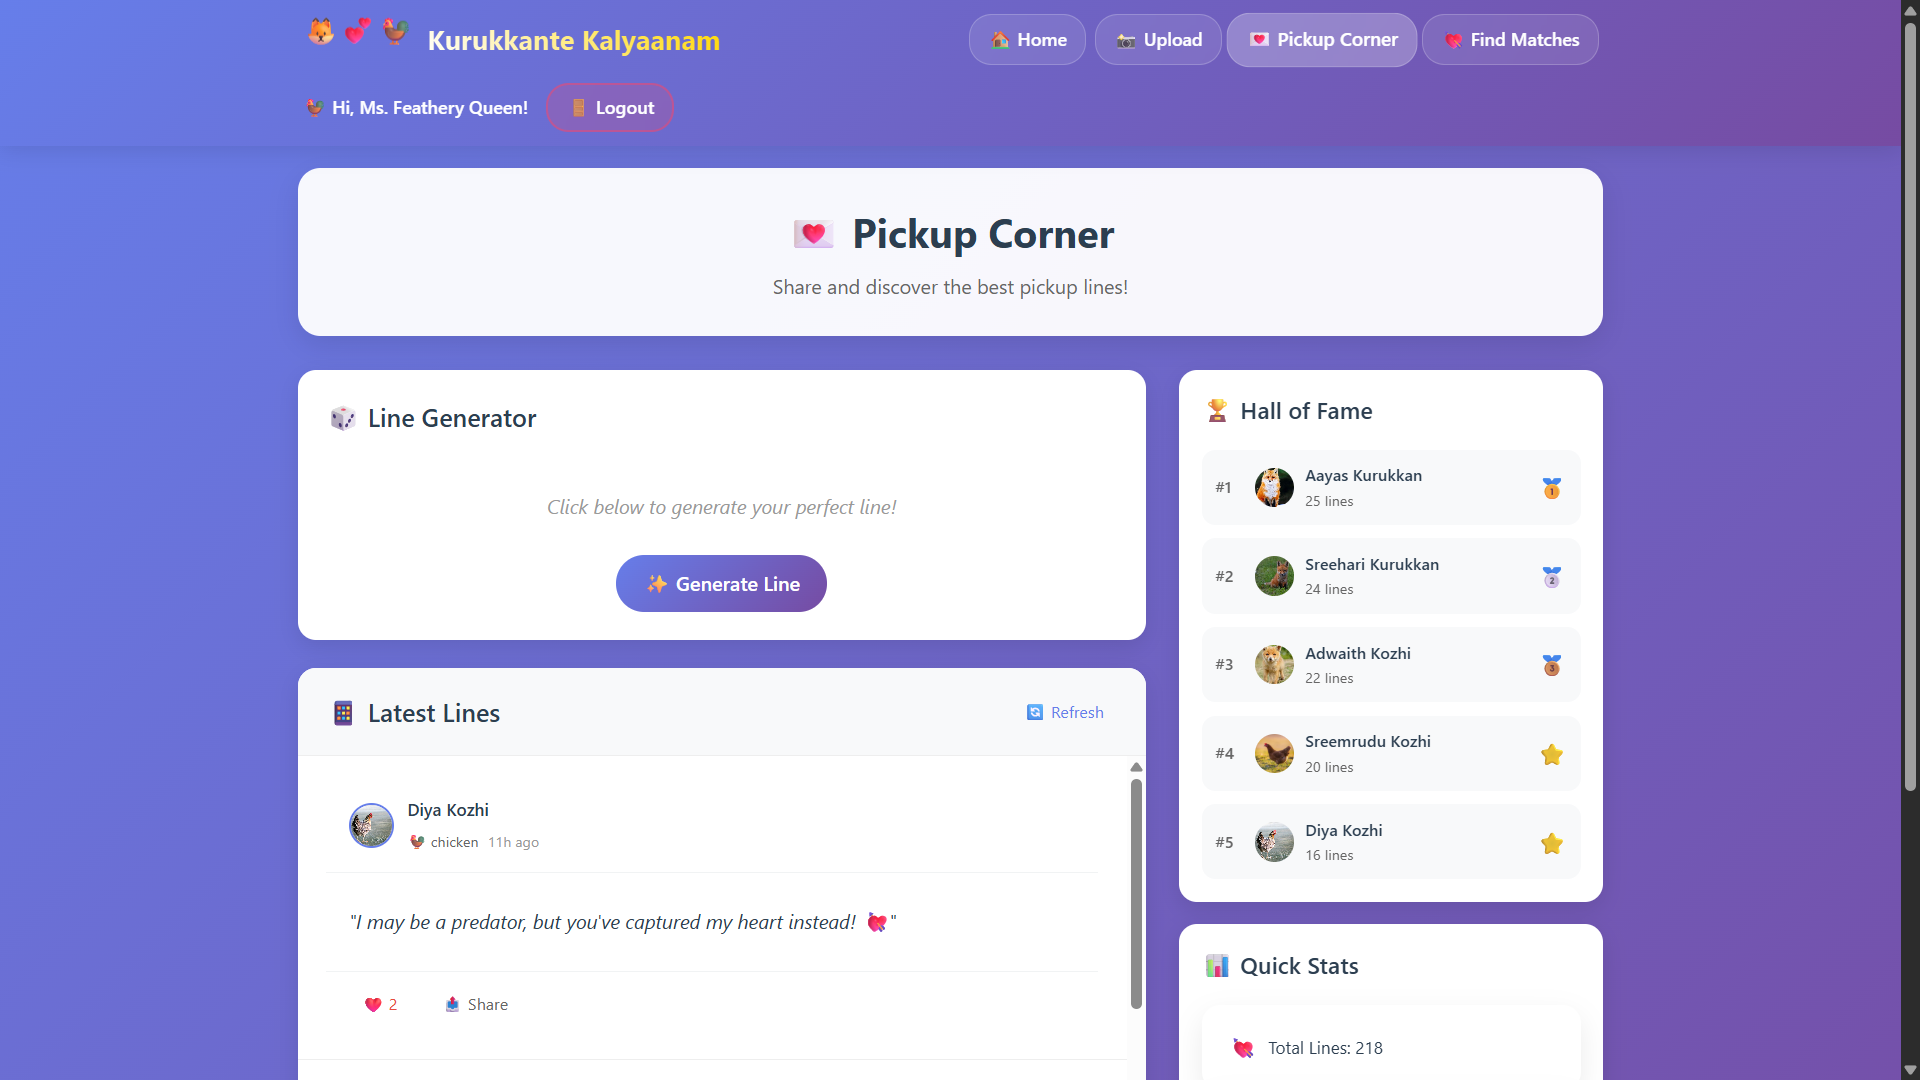 Kurukkante Kalyaanam
Home
Upload
Pickup Corner
Find Matches
Hi, Ms. Feathery Queen!
Logout
Pickup Corner
Share and discover the best pickup lines!
Line Generator
Click below to generate your perfect line!
Generate Line
Latest Lines
Refresh
Diya Kozhi
chicken 11h ago
"I may be a predator, but you've captured my heart instead! 💘"
2
Share
Hall of Fame
#1
Aayas Kurukkan
25 lines
1
#2
Sreehari Kurukkan
24 lines
2
#3
Adwaith Kozhi
22 lines
3
#4
Sreemrudu Kozhi
20 lines
#5
Diya Kozhi
16 lines
Quick Stats
Total Lines: 218